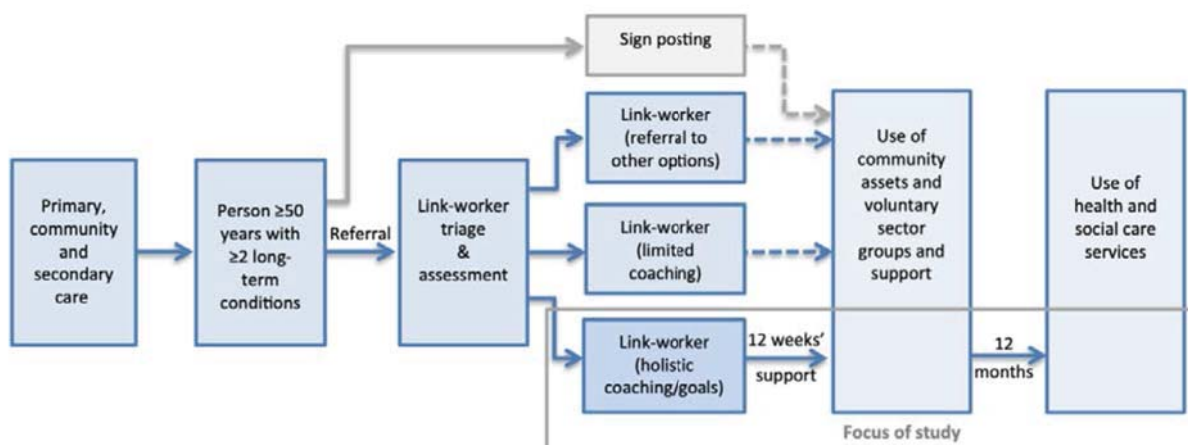 Primary,
community
and
secondary
care
Person ≥50
years with
≥2 long-
term
conditions
Referral
Link-worker
triage
&
assessment
Sign posting
Link-worker
(referral to
other options)
Link-worker
(limited
coaching)
Link-worker
(holistic
coaching/goals)
12 weeks’
support
Use of
community
assets and
voluntary
sector
groups and
support
12
months
Use of
health and
social care
services
Focus of study